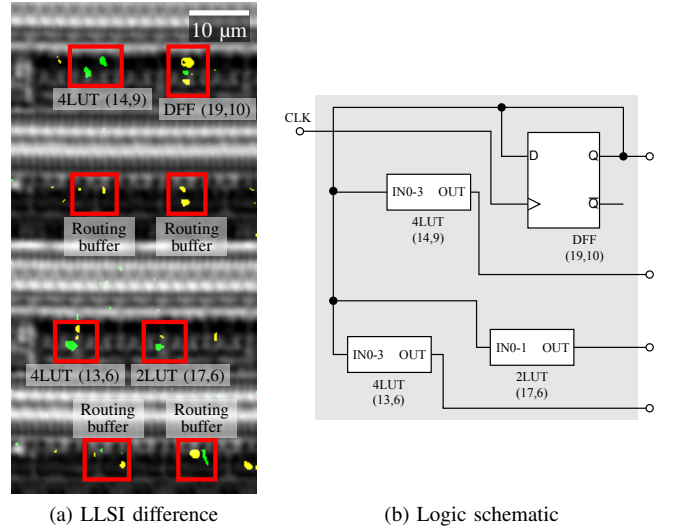 10 µm
4LUT (14,9)
DFF (19,10)
Routing
buffer
Routing
buffer
4LUT (13,6)
2LUT (17,6)
Routing
buffer
Routing
buffer
(a) LLSI difference
CLK
D
Q
Q̅
DFF
(19,10)
IN0-3 OUT
4LUT
(14,9)
IN0-1 OUT
2LUT
(17,6)
IN0-3 OUT
4LUT
(13,6)
(b) Logic schematic